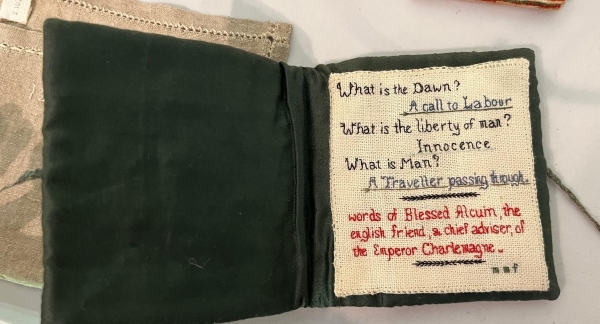 What is the Dawn?
A call to Labour
What is the liberty of man?
Innocence
What is Man?
A Traveller passing through.
words of Blessed Alcuin, the
english friend, & chief adviser, of
the Emperor Charlemagne.
m m f